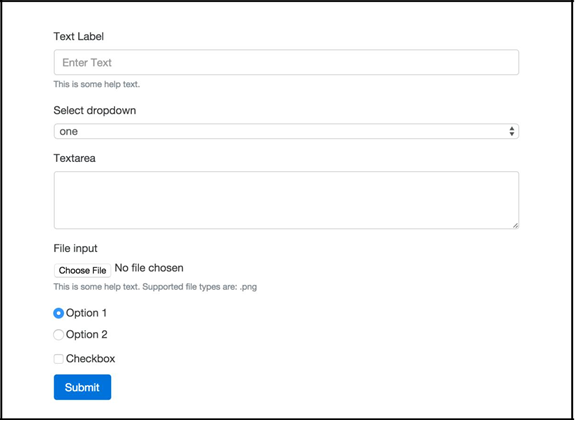 Text Label
Enter Text
This is some help text.
Select dropdown
one
Textarea
File input
Choose File No file chosen
This is some help text. Supported file types are: .png
Option 1
Option 2
Checkbox
Submit